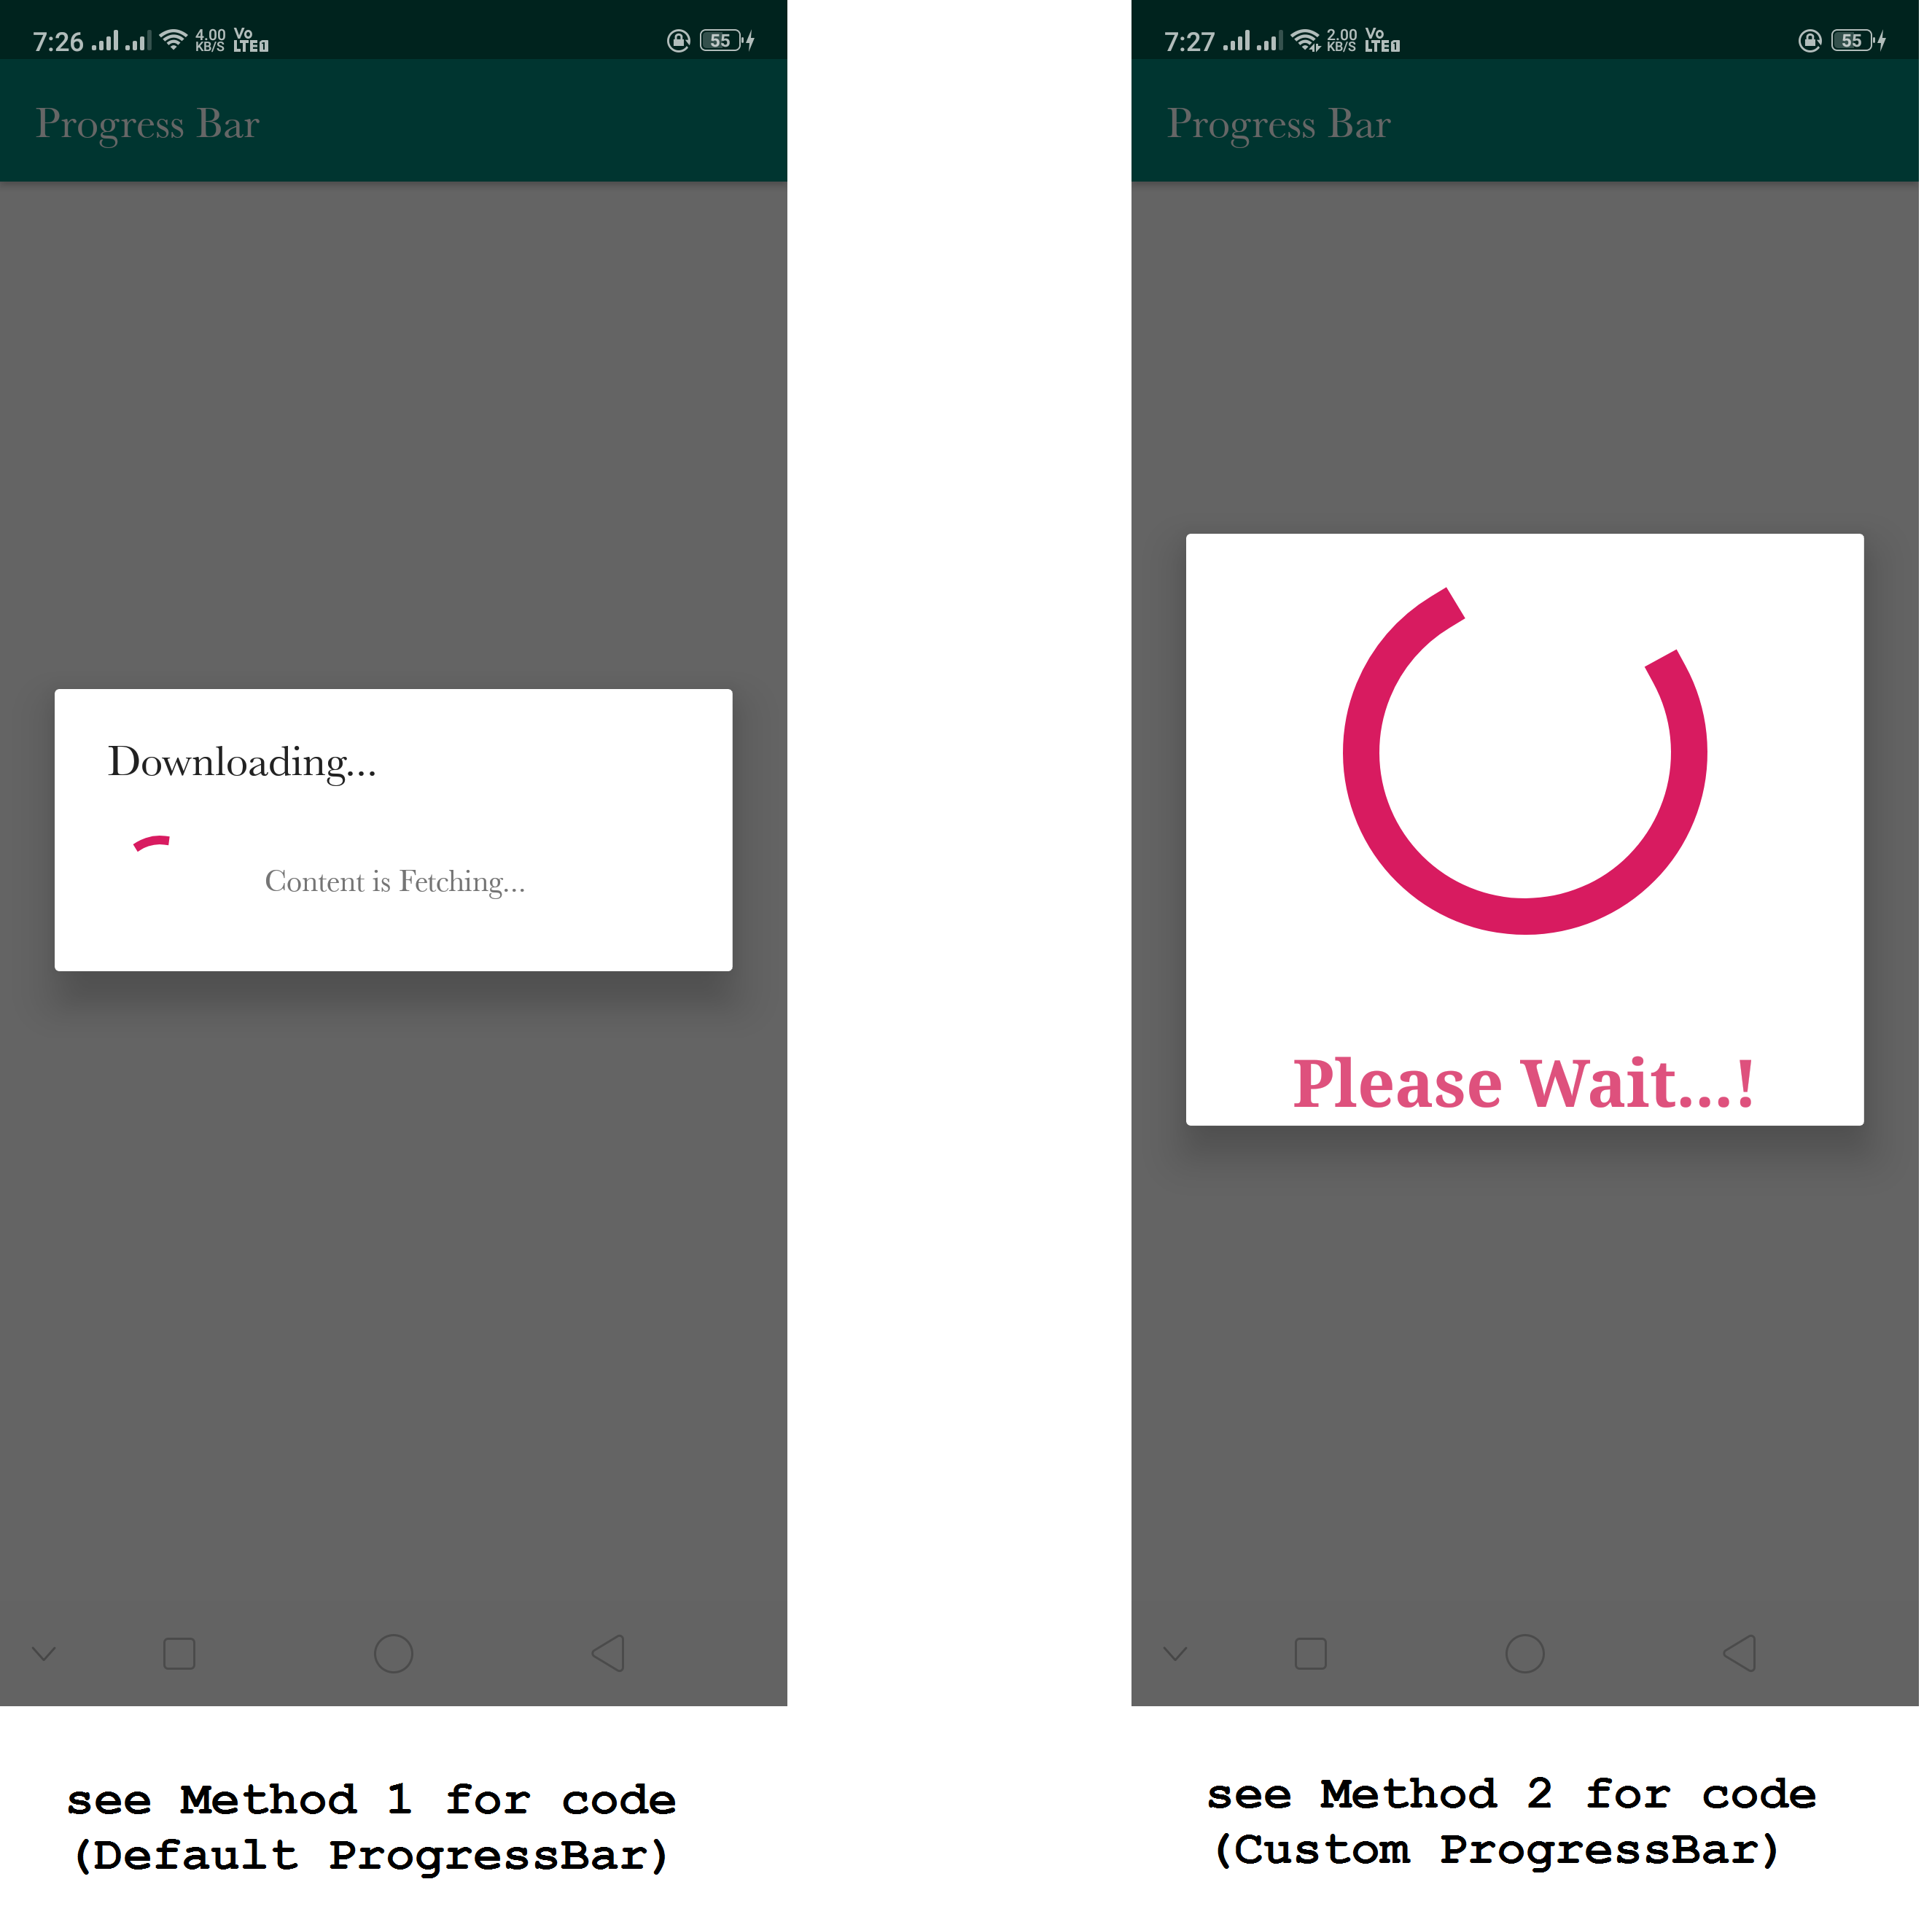 7:26 4.00 KB/S Vo LTE1 55
Progress Bar
Downloading...
Content is Fetching...
see Method 1 for code
(Default ProgressBar)
7:27 2.00 KB/S Vo LTE1 55
Progress Bar
Please Wait...!
see Method 2 for code
(Custom ProgressBar)